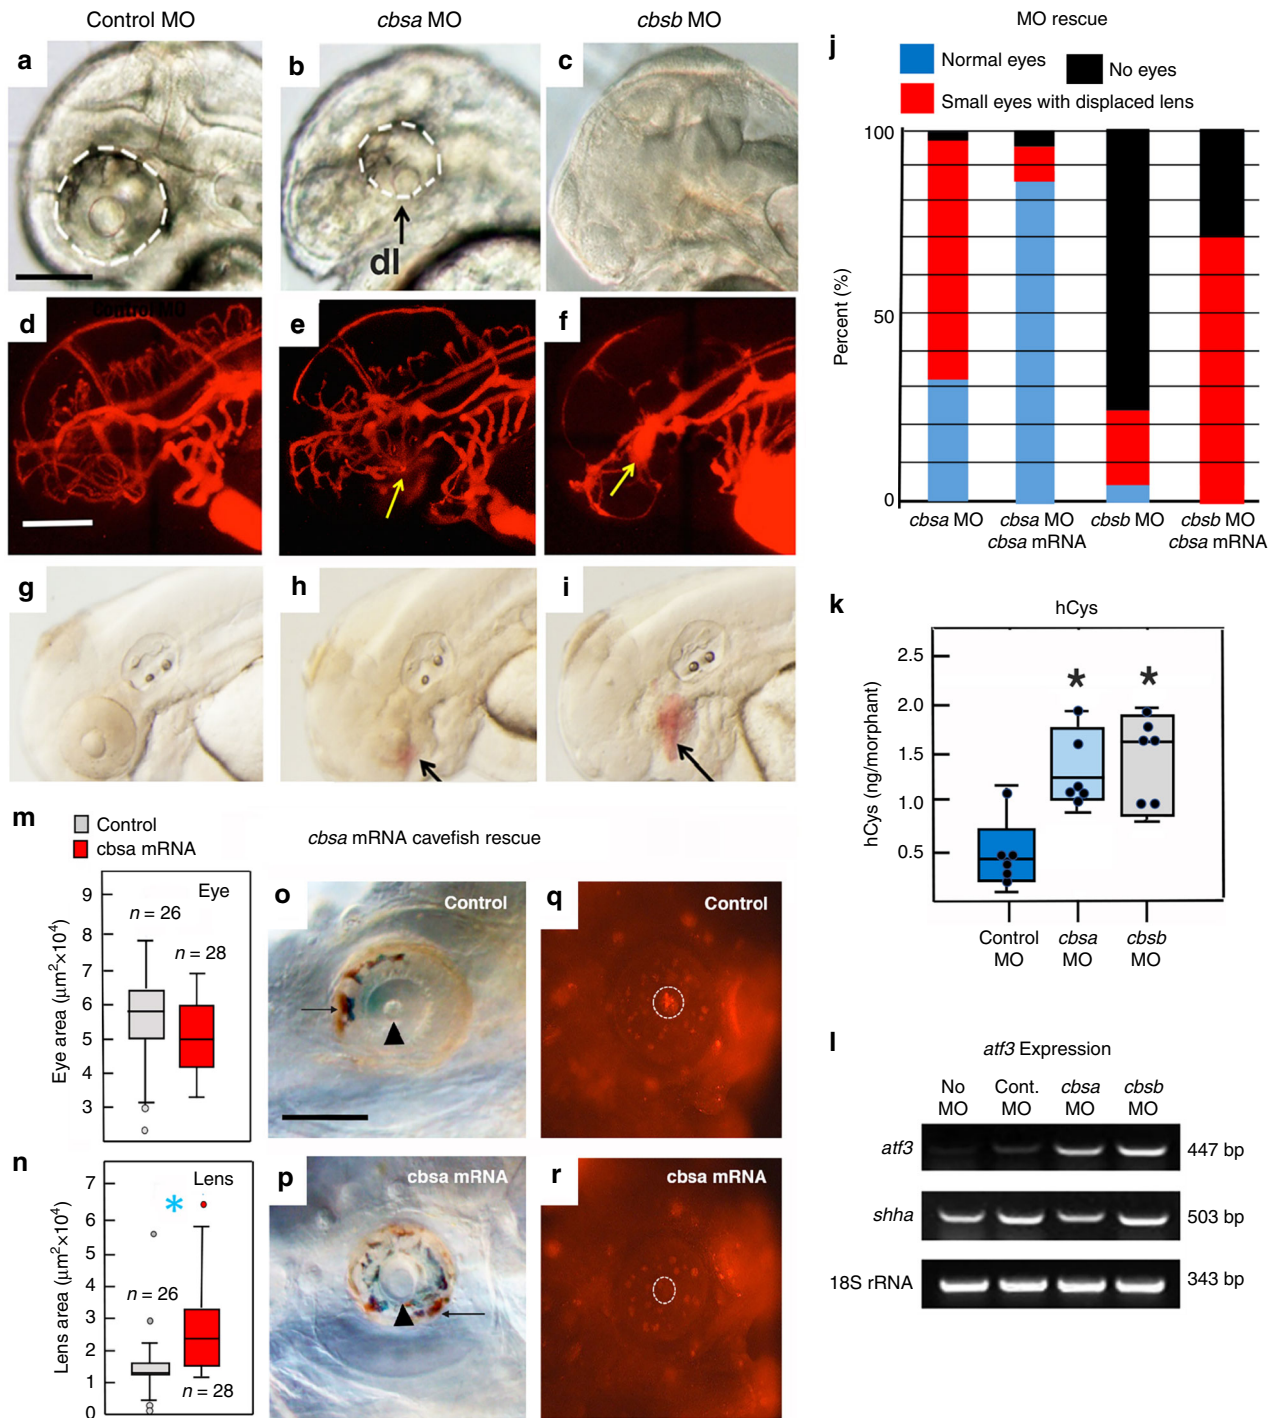 Control MO
cbsa MO
cbsb MO
a
b
c
dl
d
Control MO
e
f
g
h
i
j
MO rescue
Normal eyes
No eyes
Small eyes with displaced lens
100
50
0
Percent (%)
cbsa MO
cbsa MO
cbsa mRNA
cbsb MO
cbsb MO
cbsa mRNA
k
hCys
2.5
2.0
1.5
1.0
0.5
hCys (ng/morphant)
*
*
Control
MO
cbsa
MO
cbsb
MO
l
atf3 Expression
No
MO
Cont.
MO
cbsa
MO
cbsb
MO
atf3
447 bp
shha
503 bp
18S rRNA
343 bp
m
Control
cbsa mRNA
cbsa mRNA cavefish rescue
Eye
n = 26
n = 28
9
8
7
6
5
4
3
Eye area (μm²×10⁴)
n
Lens
*
n = 26
n = 28
7
6
5
4
3
2
1
0
Lens area (μm²×10⁴)
o
Control
q
Control
p
cbsa mRNA
r
cbsa mRNA